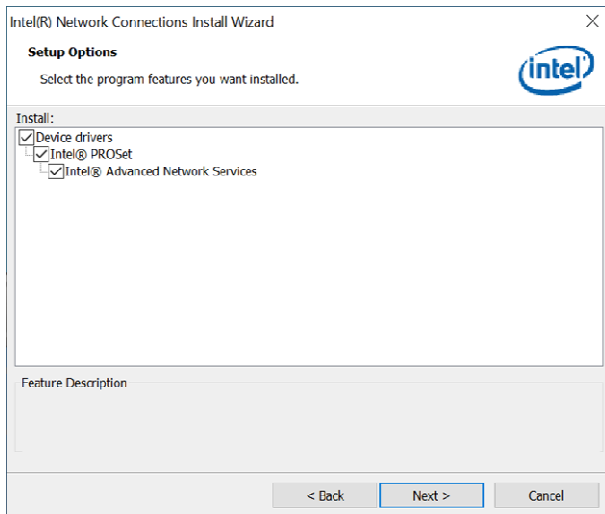 Intel(R) Network Connections Install Wizard
Setup Options
Select the program features you want installed.
intel
Install:
Device drivers
Intel® PROSet
Intel® Advanced Network Services
Feature Description
< Back
Next >
Cancel